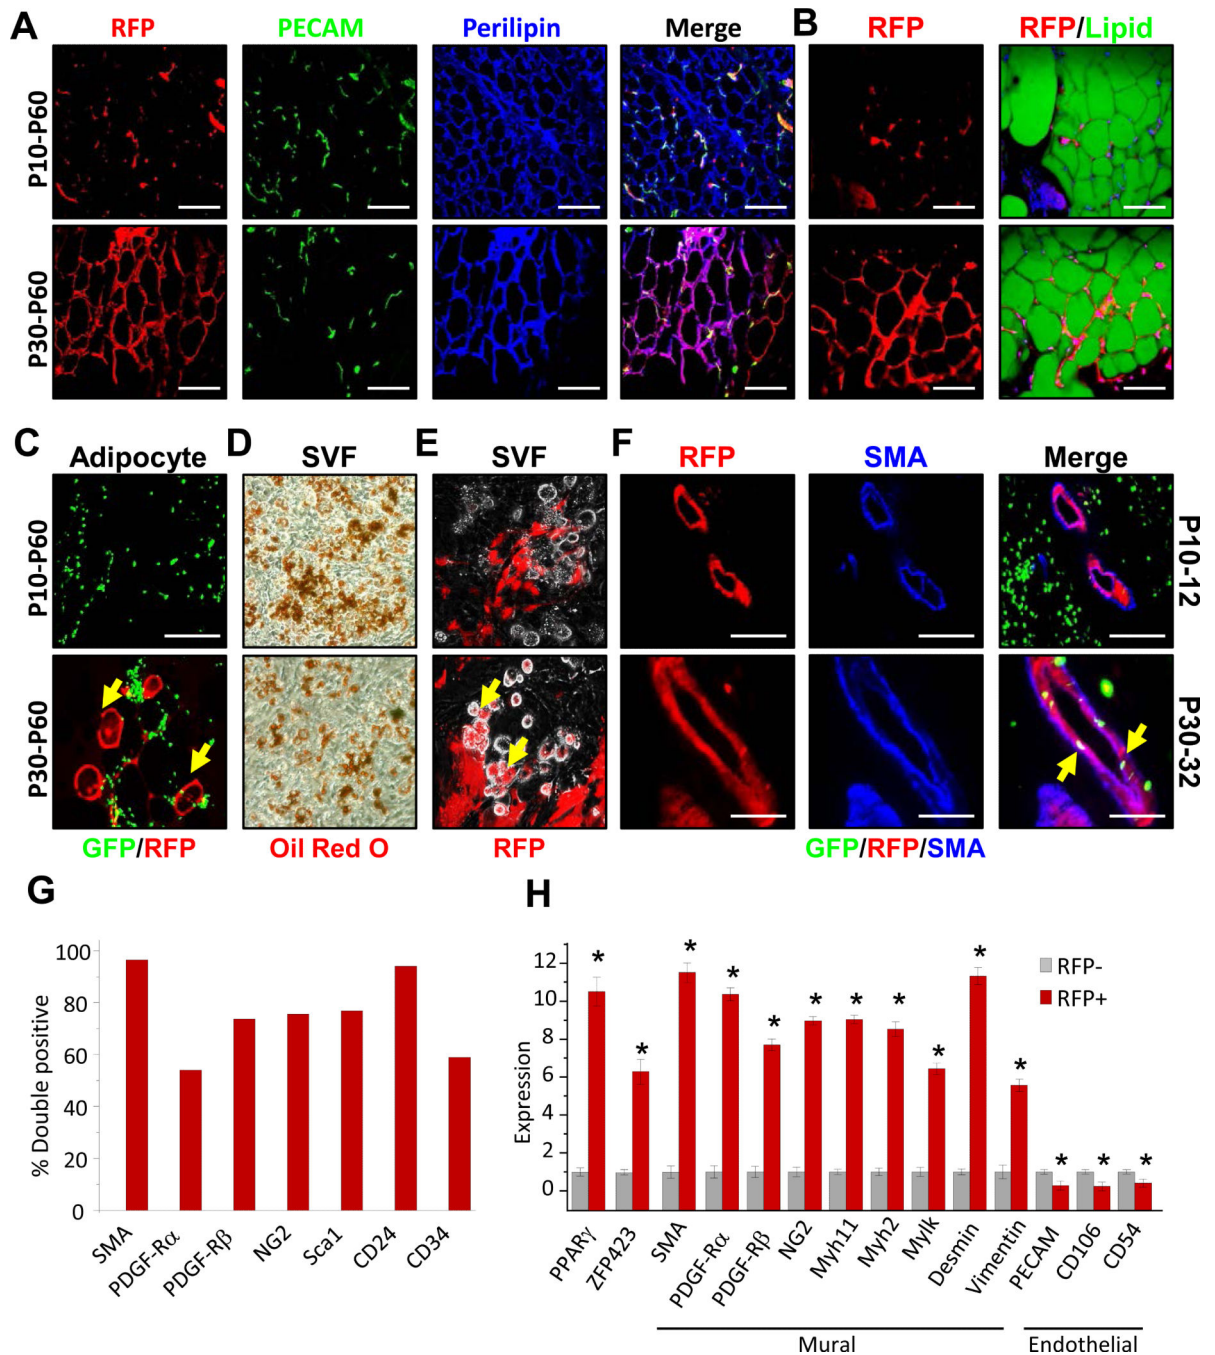 A
RFP
PECAM
Perilipin
Merge
B
RFP
RFP/Lipid
P10-P60
P30-P60
C
Adipocyte
D
SVF
E
SVF
F
RFP
SMA
Merge
P10-P60
P10-12
P30-P60
P30-32
GFP/RFP
Oil Red O
RFP
GFP/RFP/SMA
G
% Double positive
100
80
60
40
20
0
SMA
PDGF-Rα
PDGF-Rβ
NG2
Sca1
CD24
CD34
H
Expression
12
10
8
6
4
2
0
* * * * * * * * * * * * * *
RFP-
RFP+
PPARγ
ZFP423
SMA
PDGF-Rα
PDGF-Rβ
NG2
Myh11
Myh2
Mylk
Desmin
Vimentin
PECAM
CD106
CD54
Mural
Endothelial